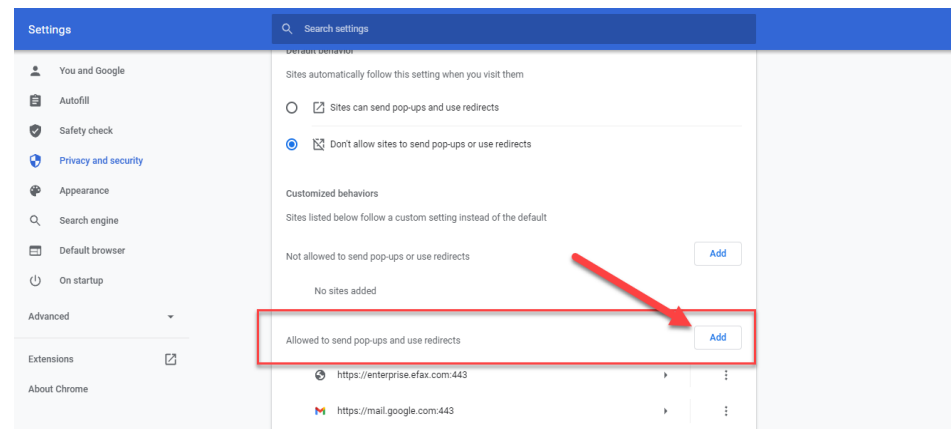 Settings
Search settings
You and Google
Autofill
Safety check
Privacy and security
Appearance
Search engine
Default browser
On startup
Advanced
Extensions
About Chrome
Default behavior
Sites automatically follow this setting when you visit them
Sites can send pop-ups and use redirects
Don't allow sites to send pop-ups or use redirects
Customized behaviors
Sites listed below follow a custom setting instead of the default
Not allowed to send pop-ups or use redirects Add
No sites added
Allowed to send pop-ups and use redirects Add
https://enterprise.efax.com:443
https://mail.google.com:443